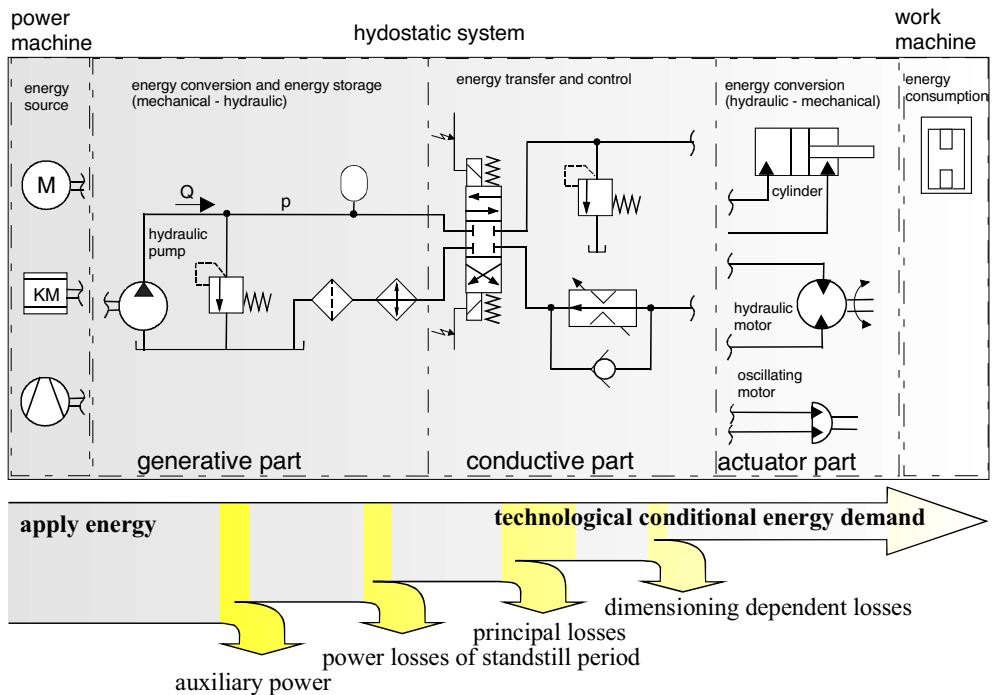 power
machine
hydostatic system
work
machine
energy
source
energy conversion and energy storage
(mechanical - hydraulic)
energy transfer and control
energy conversion
(hydraulic - mechanical)
energy
consumption
M
Q
p
hydraulic
pump
cylinder
KM
hydraulic
motor
oscillating
motor
generative part
conductive part
actuator part
apply energy
technological conditional energy demand
dimensioning dependent losses
principal losses
power losses of standstill period
auxiliary power